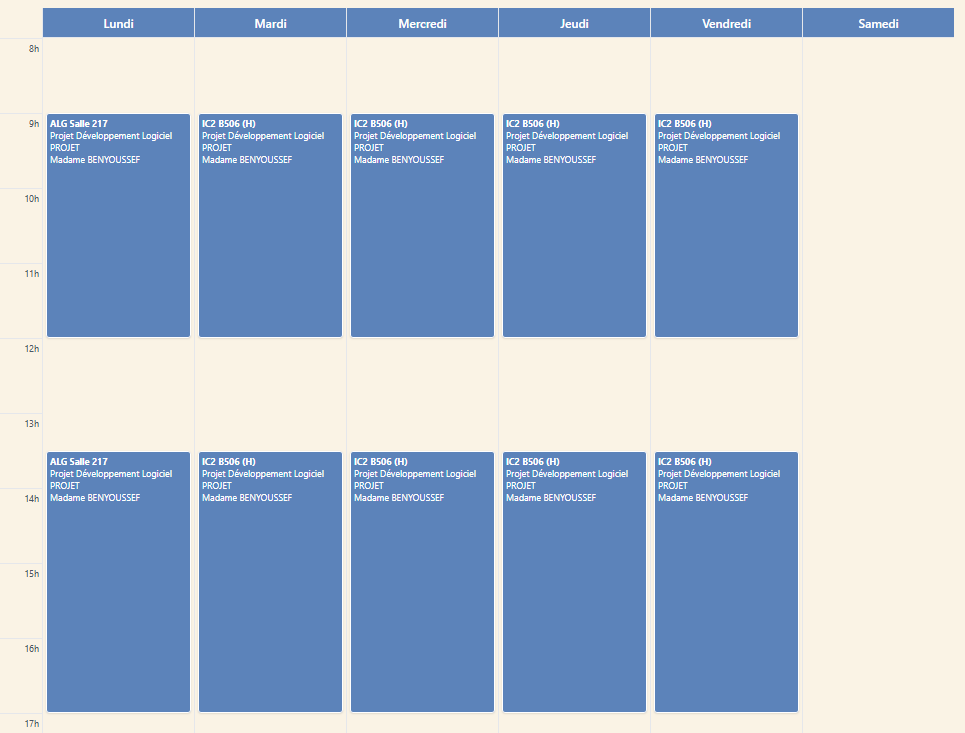 Lundi
Mardi
Mercredi
Jeudi
Vendredi
Samedi
8h
9h
ALG Salle 217
Projet Développement Logiciel
PROJET
Madame BENYOUSSEF
IC2 B506 (H)
Projet Développement Logiciel
PROJET
Madame BENYOUSSEF
IC2 B506 (H)
Projet Développement Logiciel
PROJET
Madame BENYOUSSEF
IC2 B506 (H)
Projet Développement Logiciel
PROJET
Madame BENYOUSSEF
IC2 B506 (H)
Projet Développement Logiciel
PROJET
Madame BENYOUSSEF
10h
11h
12h
13h
ALG Salle 217
Projet Développement Logiciel
PROJET
Madame BENYOUSSEF
IC2 B506 (H)
Projet Développement Logiciel
PROJET
Madame BENYOUSSEF
IC2 B506 (H)
Projet Développement Logiciel
PROJET
Madame BENYOUSSEF
IC2 B506 (H)
Projet Développement Logiciel
PROJET
Madame BENYOUSSEF
IC2 B506 (H)
Projet Développement Logiciel
PROJET
Madame BENYOUSSEF
14h
15h
16h
17h